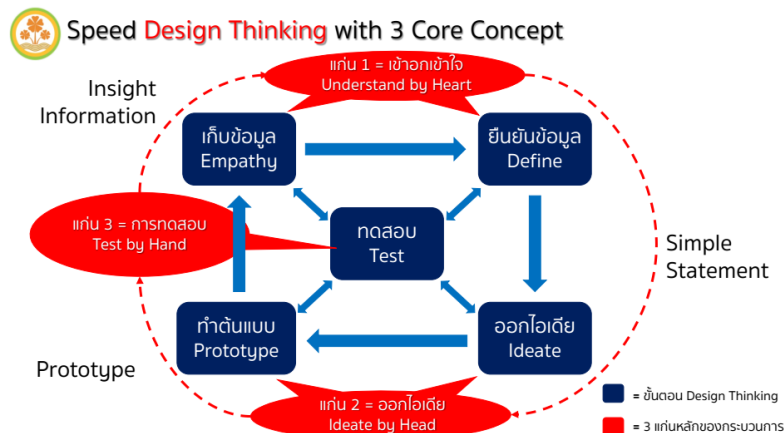 Speed Design Thinking with 3 Core Concept
Insight
Information
แก่น 1 = เข้าอกเข้าใจ
Understand by Heart
เก็บข้อมูล
Empathy
ยืนยันข้อมูล
Define
แก่น 3 = การทดสอบ
Test by Hand
ทดสอบ
Test
Simple
Statement
ทำต้นแบบ
Prototype
ออกไอเดีย
Ideate
Prototype
แก่น 2 = ออกไอเดีย
Ideate by Head
= ขั้นตอน Design Thinking
= 3 แก่นหลักของกระบวนการ